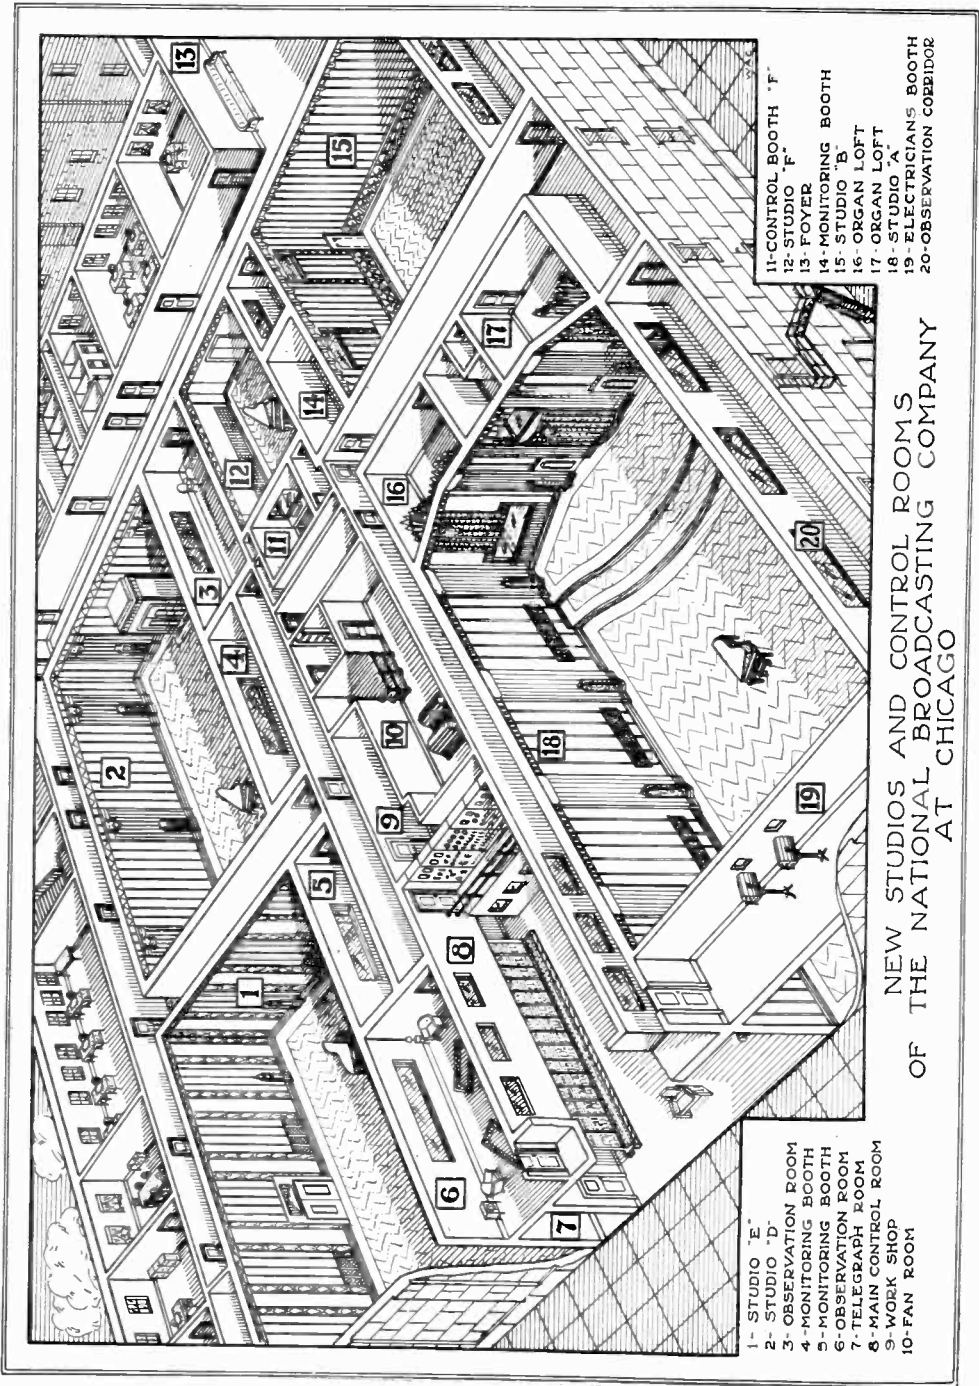 1 - STUDIO "E"
2 - STUDIO "D"
3 - OBSERVATION ROOM
4 - MONITORING BOOTH
5 - MONITORING BOOTH
6 - OBSERVATION ROOM
7 - TELEGRAPH ROOM
8 - MAIN CONTROL ROOM
9 - WORK SHOP
10 - FAN ROOM
11 - CONTROL BOOTH "F"
12 - STUDIO "F"
13 - FOYER
14 - MONITORING BOOTH
15 - STUDIO "B"
16 - ORGAN LOFT
17 - ORGAN LOFT
18 - STUDIO "A"
19 - ELECTRICIANS BOOTH
20 - OBSERVATION CORRIDOR
NEW STUDIOS AND CONTROL ROOMS
OF THE NATIONAL BROADCASTING COMPANY
AT CHICAGO
1
2
3
4
5
6
7
8
9
10
11
12
13
14
15
16
17
18
19
20